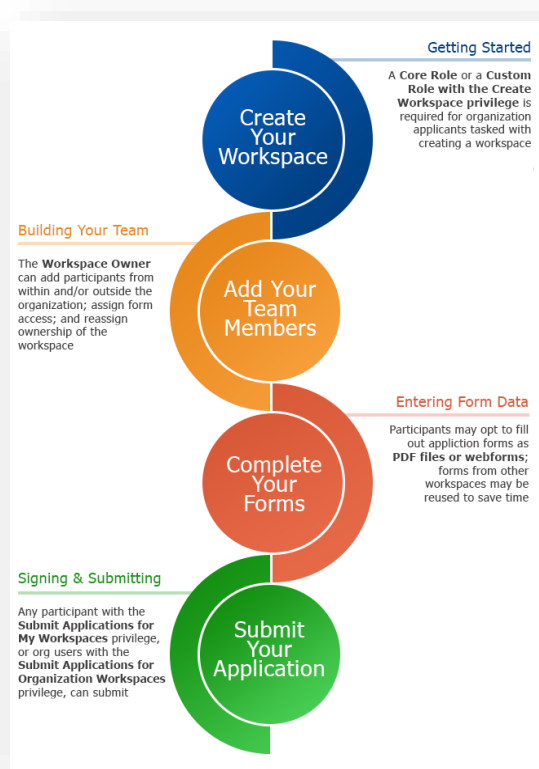 Getting Started
A Core Role or a Custom
Role with the Create
Workspace privilege is
required for organization
applicants tasked with
creating a workspace
Create
Your
Workspace
Building Your Team
The Workspace Owner
can add participants from
within and/or outside the
organization; assign form
access; and reassign
ownership of the
workspace
Add Your
Team
Members
Entering Form Data
Participants may opt to fill
out appliction forms as
PDF files or webforms;
forms from other
workspaces may be
reused to save time
Complete
Your
Forms
Signing & Submitting
Any participant with the
Submit Applications for
My Workspaces privilege,
or org users with the
Submit Applications for
Organization Workspaces
privilege, can submit
Submit
Your
Application